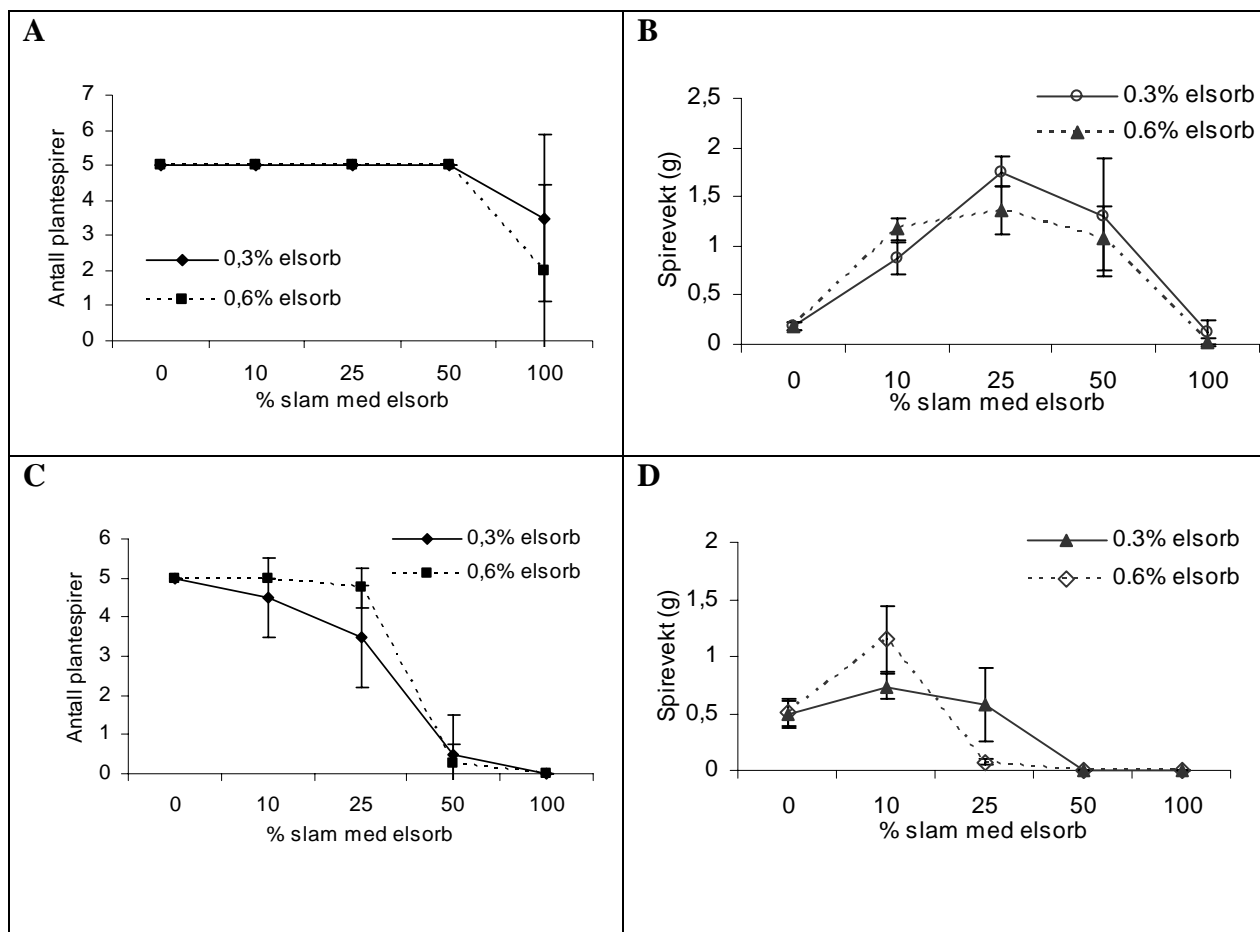 A
Antall plantespirer
7
6
5
4
3
2
1
0
0,3% elsorb
0,6% elsorb
0 10 25 50 100
% slam med elsorb
B
Spirevekt (g)
2,5
2
1,5
1
0,5
0
0.3% elsorb
0.6% elsorb
0 10 25 50 100
% slam med elsorb
C
Antall plantespirer
6
5
4
3
2
1
0
0,3% elsorb
0,6% elsorb
0 10 25 50 100
% slam med elsorb
D
Spirevekt (g)
2
1,5
1
0,5
0
0.3% elsorb
0.6% elsorb
0 10 25 50 100
% slam med elsorb